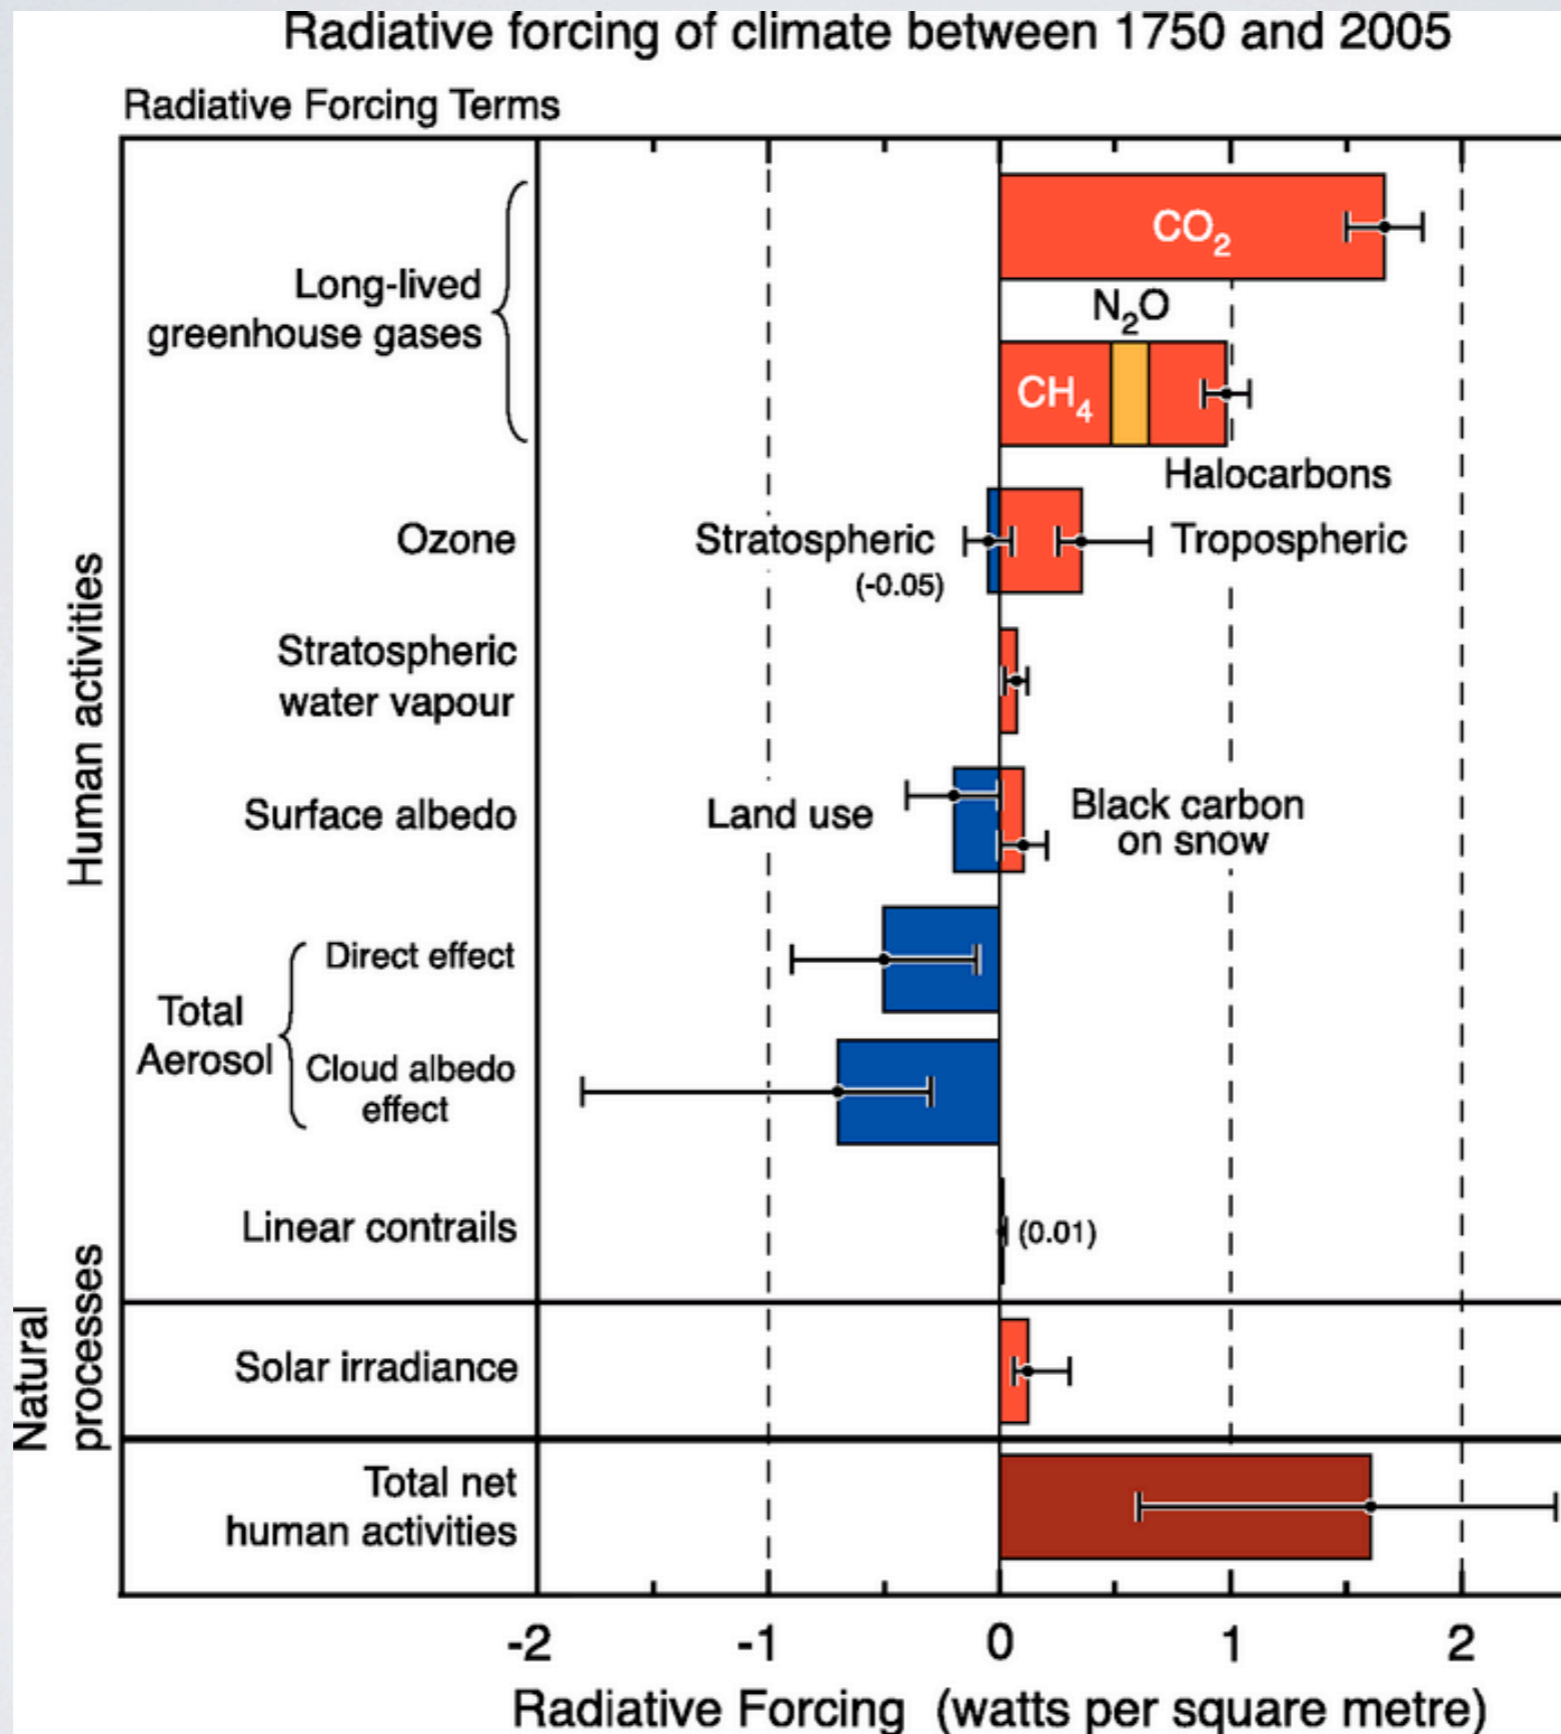 Radiative forcing of climate between 1750 and 2005
Radiative Forcing Terms
CO₂
Long-lived
greenhouse gases
N₂O
CH₄
Halocarbons
Human activities
Ozone
Stratospheric
(-0.05)
Tropospheric
Stratospheric
water vapour
Surface albedo
Land use
Black carbon
on snow
Total
Aerosol
Direct effect
Cloud albedo
effect
Linear contrails
(0.01)
Natural
processes
Solar irradiance
Total net
human activities
-2 -1 0 1 2
Radiative Forcing (watts per square metre)